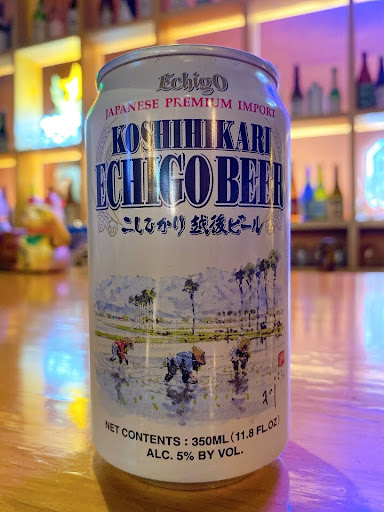 EchigO
JAPANESE PREMIUM IMPORT
KOSHIHIKARI
ECHIGO BEER
こしひかり 越後ビール
NET CONTENTS : 350ML (11.8 FL.OZ)
ALC. 5% BY VOL.